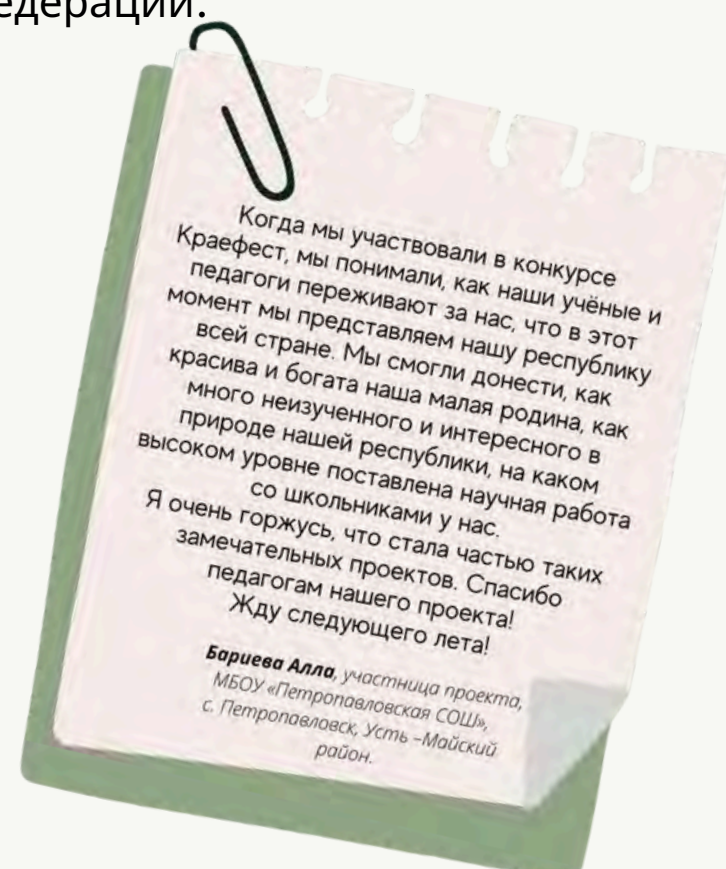 едерации.
Когда мы участвовали в конкурсе
Краефест, мы понимали, как наши учёные и
педагоги переживают за нас, что в этот
момент мы представляем нашу республику
всей стране. Мы смогли донести, как
красива и богата наша малая родина, как
много неизученного и интересного в
природе нашей республики, на каком
высоком уровне поставлена научная работа
со школьниками у нас.
Я очень горжусь, что стала частью таких
замечательных проектов. Спасибо
педагогам нашего проекта!
Жду следующего лета!
Бариева Алла, участница проекта,
МБОУ «Петропавловская СОШ»,
с. Петропавловск, Усть –Майский
район.